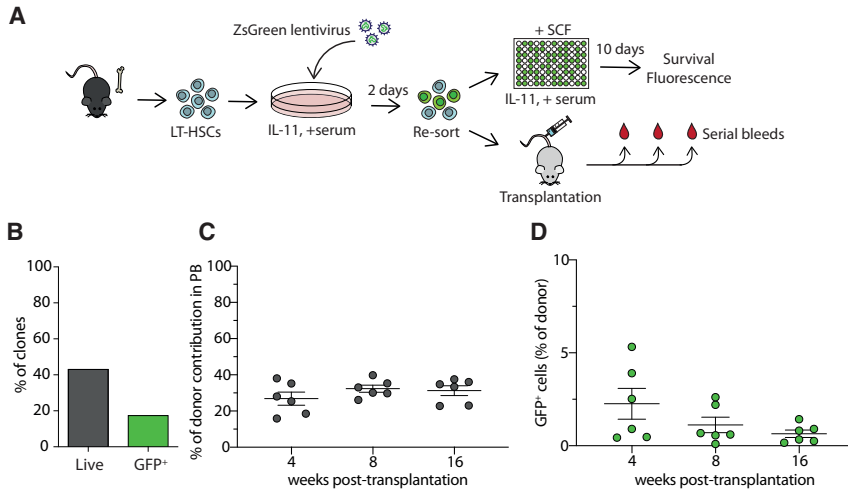 A
ZsGreen lentivirus
+ SCF
2 days
10 days
Survival
Fluorescence
LT-HSCs
IL-11, +serum
Re-sort
IL-11, + serum
Serial bleeds
Transplantation
B
% of clones
100
80
60
40
20
0
Live
GFP⁺
C
% of donor contribution in PB
100
80
60
40
20
0
4
8
16
weeks post-transplantation
D
GFP⁺ cells (% of donor)
10
5
0
4
8
16
weeks post-transplantation